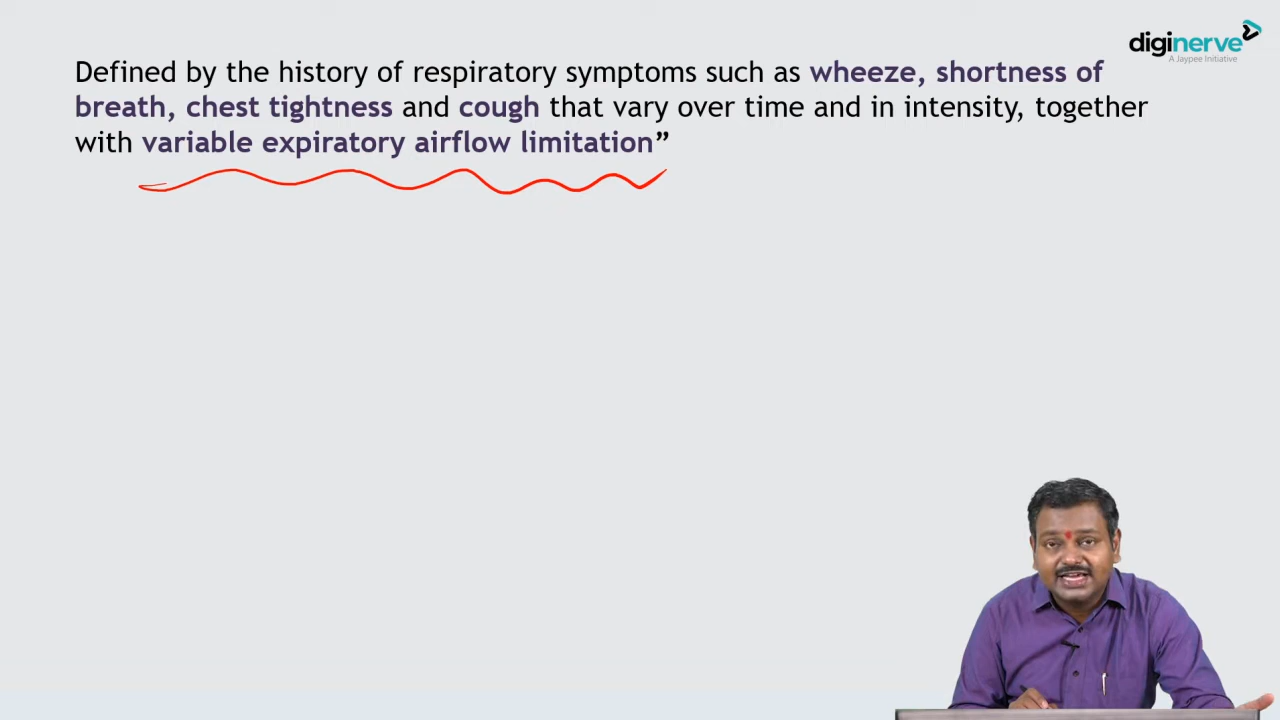 diginerve
A Jaypee Initiative
Defined by the history of respiratory symptoms such as wheeze, shortness of
breath, chest tightness and cough that vary over time and in intensity, together
with variable expiratory airflow limitation”